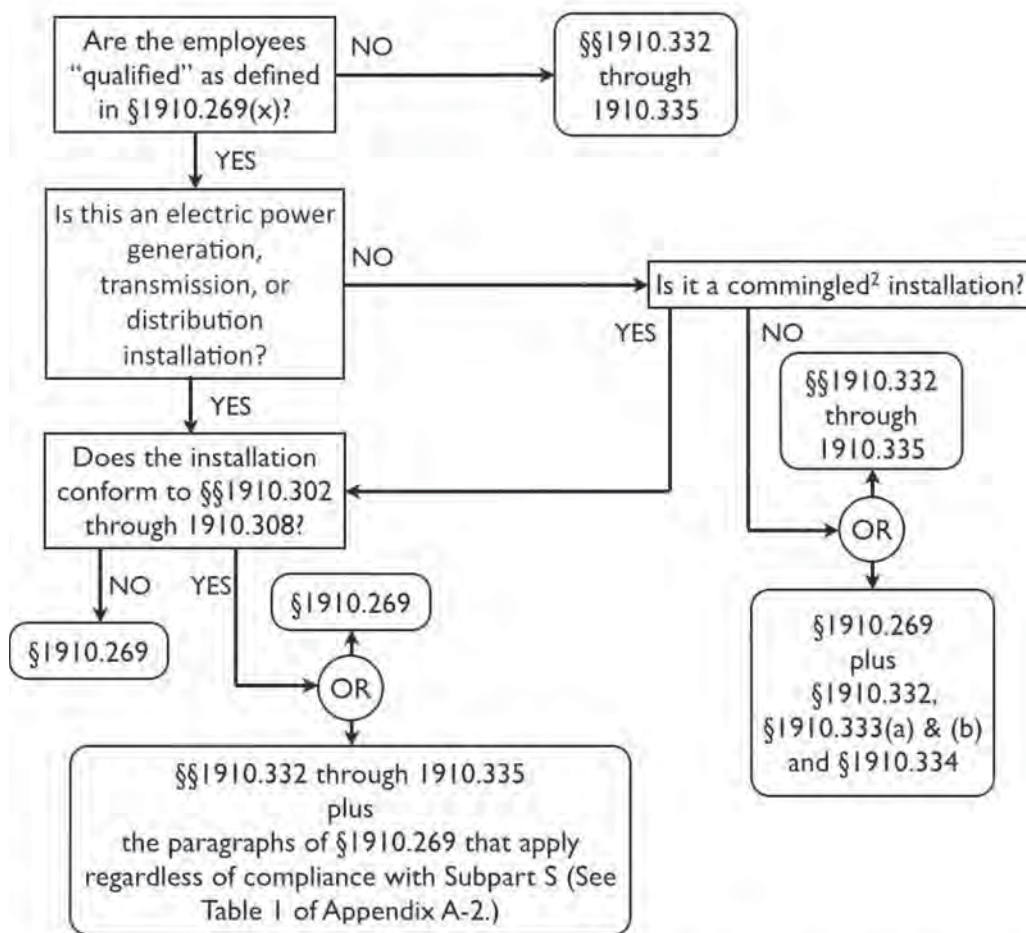 Are the employees
“qualified” as defined
in §1910.269(x)?
NO
§§1910.332
through
1910.335
YES
Is this an electric power
generation,
transmission, or
distribution
installation?
NO
Is it a commingled² installation?
YES
NO
§§1910.332
through
1910.335
OR
§1910.269
plus
§1910.332,
§1910.333(a) & (b)
and §1910.334
YES
Does the installation
conform to §§1910.302
through 1910.308?
NO
§1910.269
YES
§1910.269
OR
§§1910.332 through 1910.335
plus
the paragraphs of §1910.269 that apply
regardless of compliance with Subpart S (See
Table 1 of Appendix A-2.)